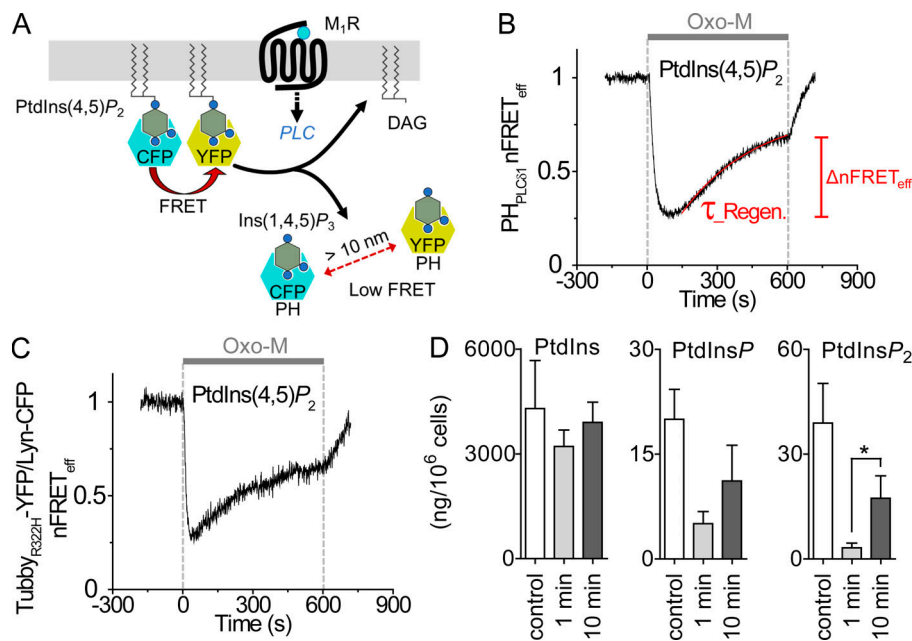 A
M1R
PtdIns(4,5)P2
PLC
DAG
CFP
YFP
FRET
Ins(1,4,5)P3
> 10 nm
YFP
PH
CFP
PH
Low FRET
B
Oxo-M
PtdIns(4,5)P2
PHPLCδ1 nFRETeff
1
0.5
0
ΔnFRETeff
τ_Regen.
-300 0 300 600 900
Time (s)
C
Oxo-M
PtdIns(4,5)P2
TubbyR322H-YFP/Lyn-CFP
nFRETeff
1
0.5
0
-300 0 300 600 900
Time (s)
D
(ng/10^6 cells)
PtdIns
6000
3000
0
control
1 min
10 min
PtdInsP
30
15
0
control
1 min
10 min
PtdInsP2
60
30
0
*
control
1 min
10 min